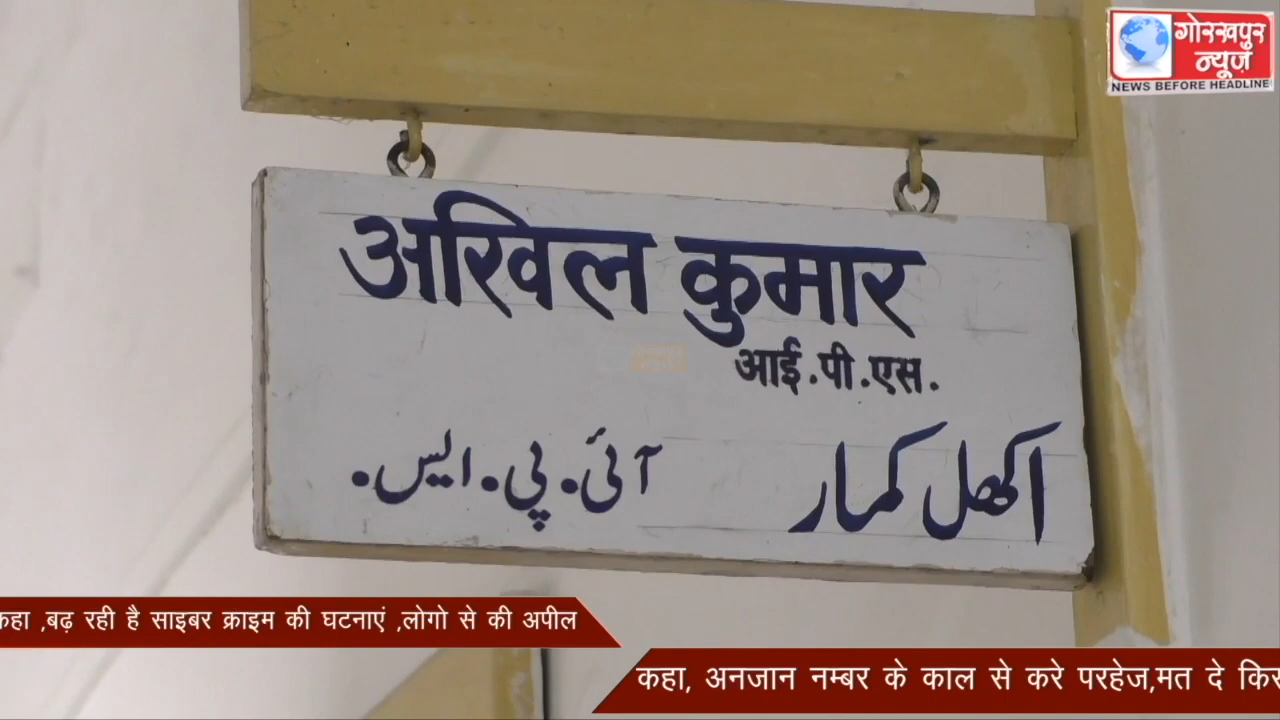 गोरखपुर
न्यूज़
NEWS BEFORE HEADLINE
अखिल कुमार
आई.पी.एस.
اکھل کمار آئی.پی.ایس.
कहा ,बढ़ रही है साइबर क्राइम की घटनाएं ,लोगो से की अपील
कहा, अनजान नम्बर के काल से करे परहेज,मत दे